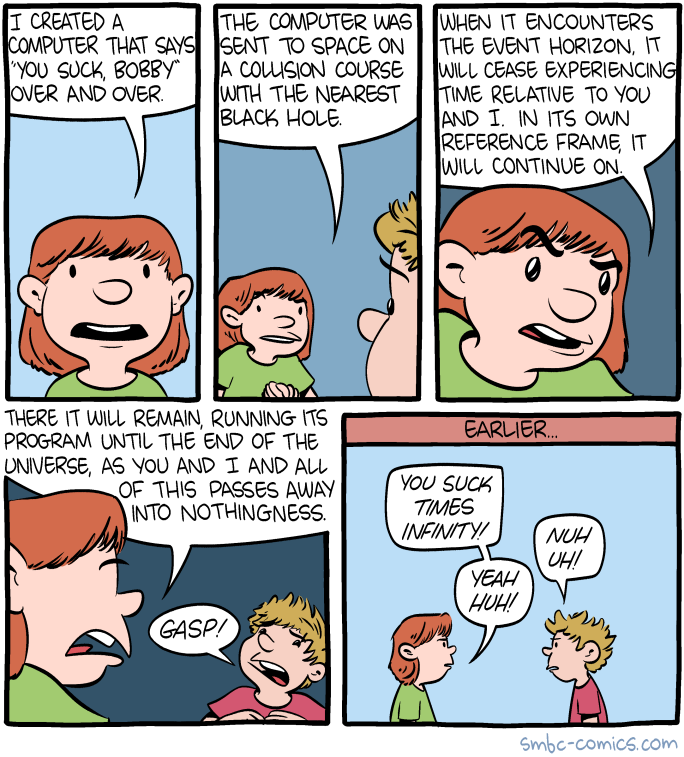 I CREATED A
COMPUTER THAT SAYS
"YOU SUCK, BOBBY"
OVER AND OVER.
THE COMPUTER WAS
SENT TO SPACE ON
A COLLISION COURSE
WITH THE NEAREST
BLACK HOLE.
WHEN IT ENCOUNTERS
THE EVENT HORIZON, IT
WILL CEASE EXPERIENCING
TIME RELATIVE TO YOU
AND I. IN ITS OWN
REFERENCE FRAME, IT
WILL CONTINUE ON.
THERE IT WILL REMAIN, RUNNING ITS
PROGRAM UNTIL THE END OF THE
UNIVERSE, AS YOU AND I AND ALL
OF THIS PASSES AWAY
INTO NOTHINGNESS.
GASP!
EARLIER...
YOU SUCK
TIMES
INFINITY!
NUH
UH!
YEAH
HUH!
smbc-comics.com